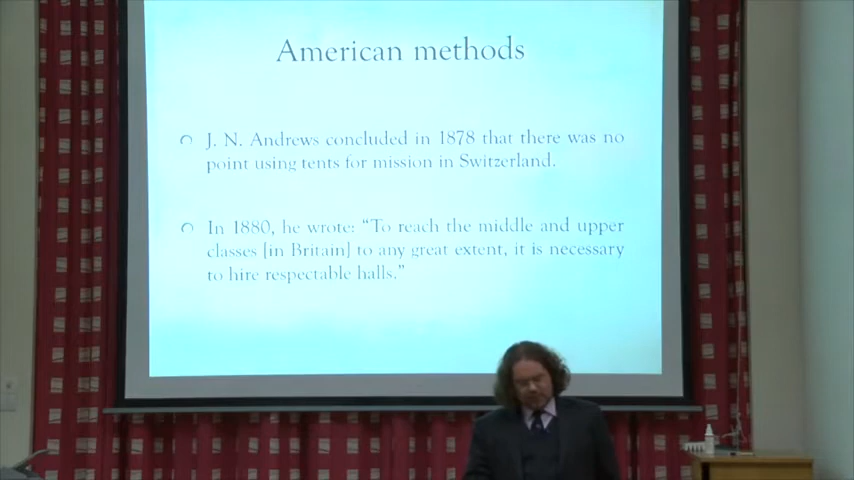 American methods
J. N. Andrews concluded in 1878 that there was no
point using tents for mission in Switzerland.
In 1880, he wrote: “To reach the middle and upper
classes [in Britain] to any great extent, it is necessary
to hire respectable halls.”